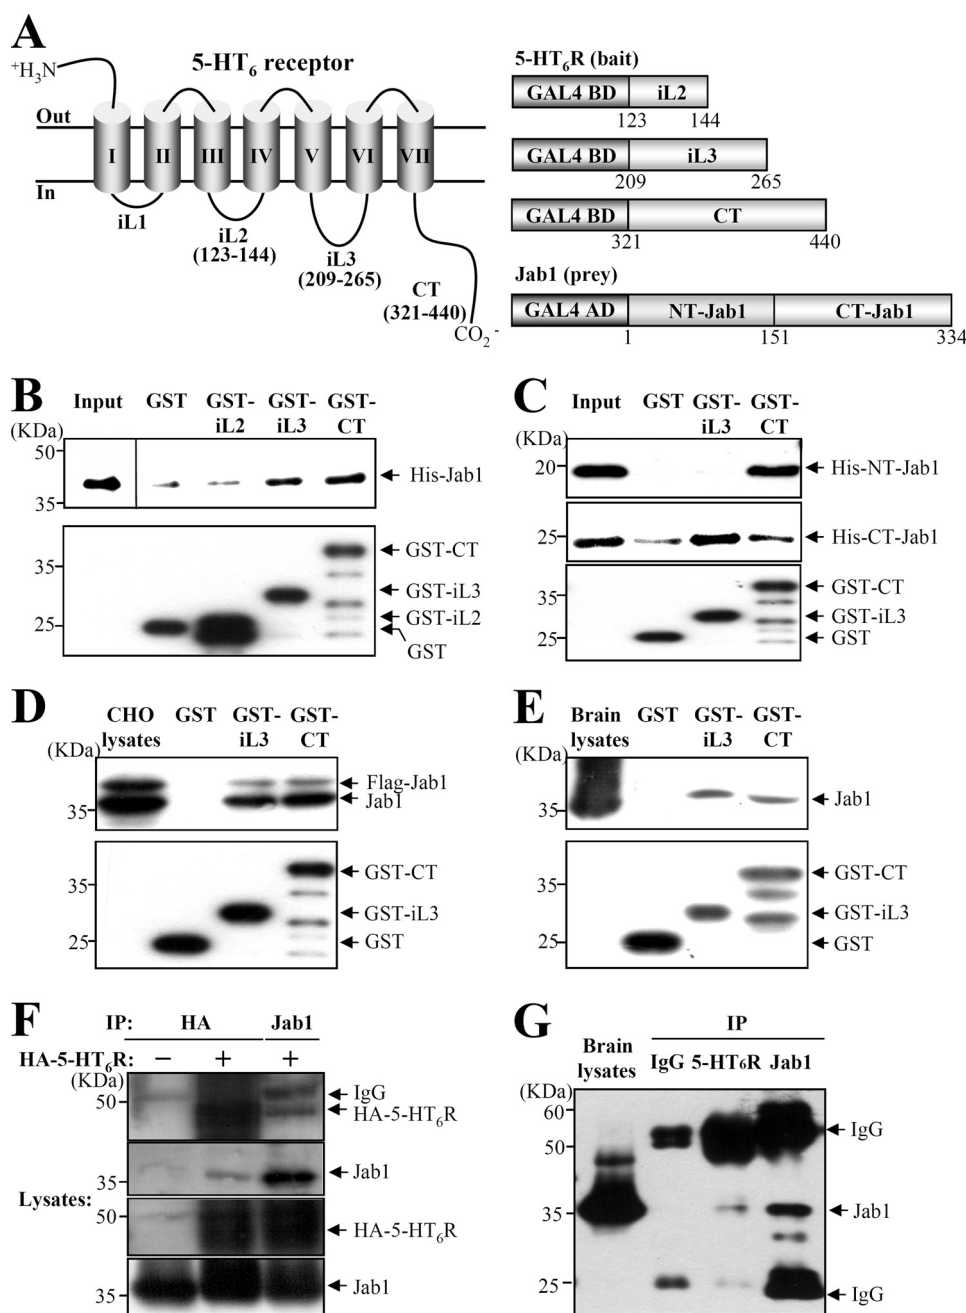 A
5-HT6 receptor
+H3N
Out
I II III IV V VI VII
In
iL1
iL2
(123-144)
iL3
(209-265)
CT
(321-440)
CO2-
5-HT6R (bait)
GAL4 BD iL2
123 144
GAL4 BD iL3
209 265
GAL4 BD CT
321 440
Jab1 (prey)
GAL4 AD NT-Jab1 CT-Jab1
1 151 334
B
Input GST GST-iL2 GST-iL3 GST-CT
(KDa)
50
His-Jab1
35
GST-CT
35
GST-iL3
GST-iL2
25
GST
C
Input GST GST-iL3 GST-CT
(KDa)
20
His-NT-Jab1
25
His-CT-Jab1
GST-CT
35
GST-iL3
25
GST
D
CHO lysates GST GST-iL3 GST-CT
(KDa)
Flag-Jab1
Jab1
35
GST-CT
35
GST-iL3
25
GST
E
Brain lysates GST GST-iL3 GST-CT
(KDa)
35
Jab1
GST-CT
35
GST-iL3
25
GST
F
IP: HA Jab1
HA-5-HT6R: − + +
(KDa)
IgG
50
HA-5-HT6R
Jab1
35
Lysates:
50
HA-5-HT6R
Jab1
35
G
IP
Brain lysates IgG 5-HT6R Jab1
(KDa)
60
IgG
50
35
Jab1
25
IgG